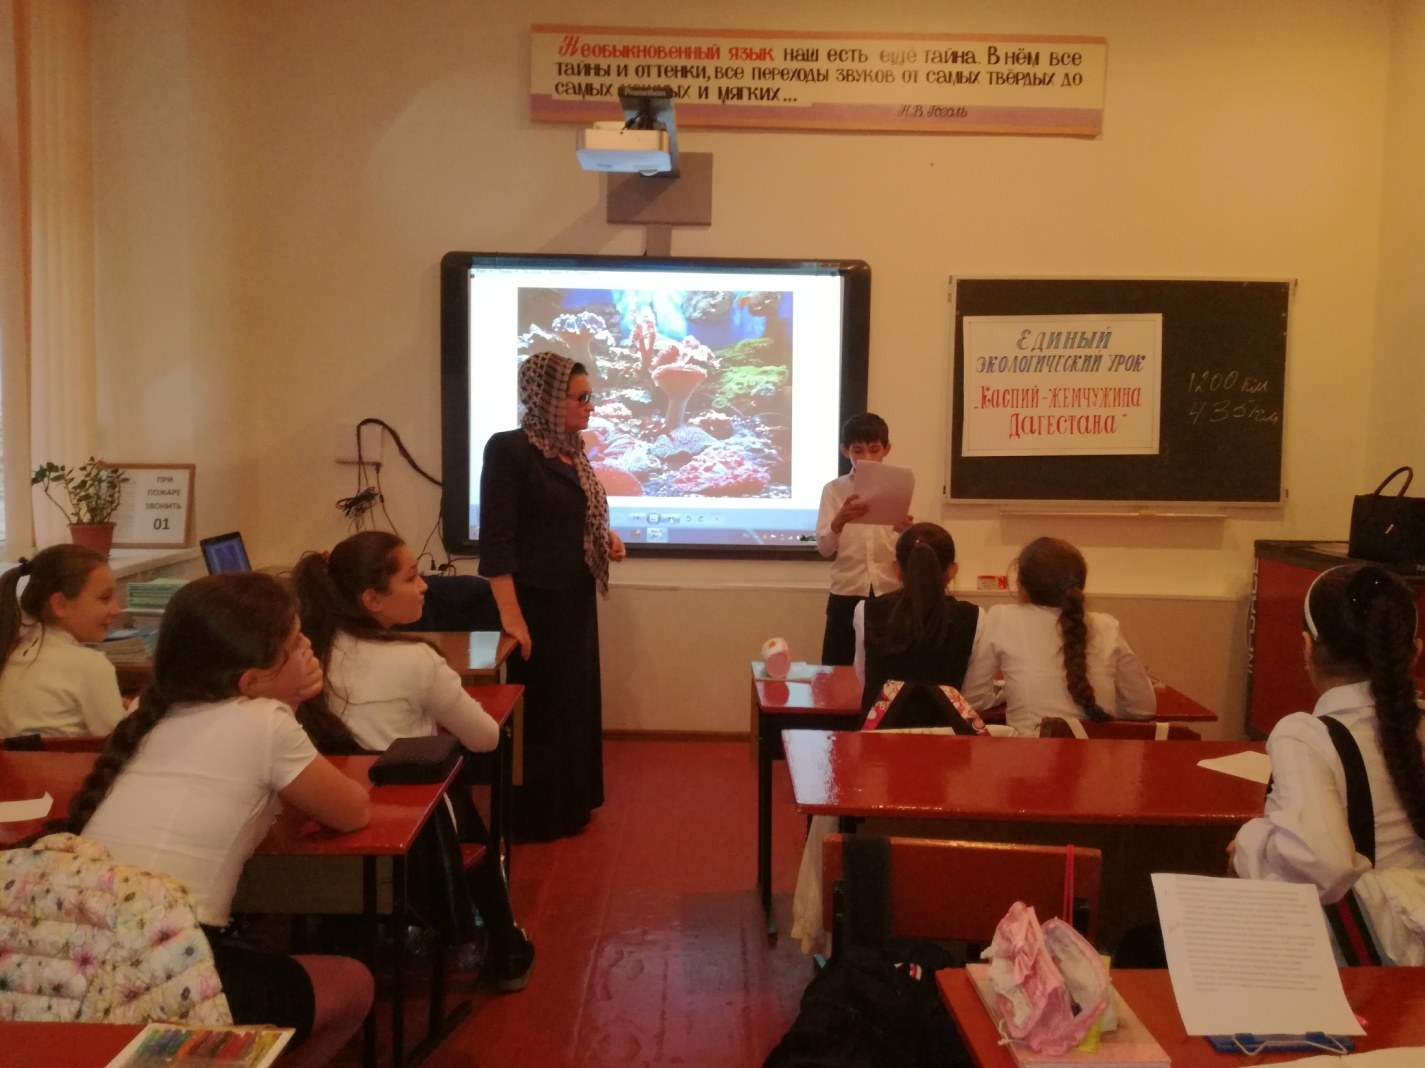 Необыкновенный язык наш есть ещё тайна. В нём все
тайны и оттенки, все переходы звуков от самых твёрдых до
самых и мягких...
Н.В. Гоголь
Единый
экологический урок
„Каспий-жемчужина
Дагестана"
1200 км
435 км
ПРИ
ПОЖАРЕ
ЗВОНИТЬ
01